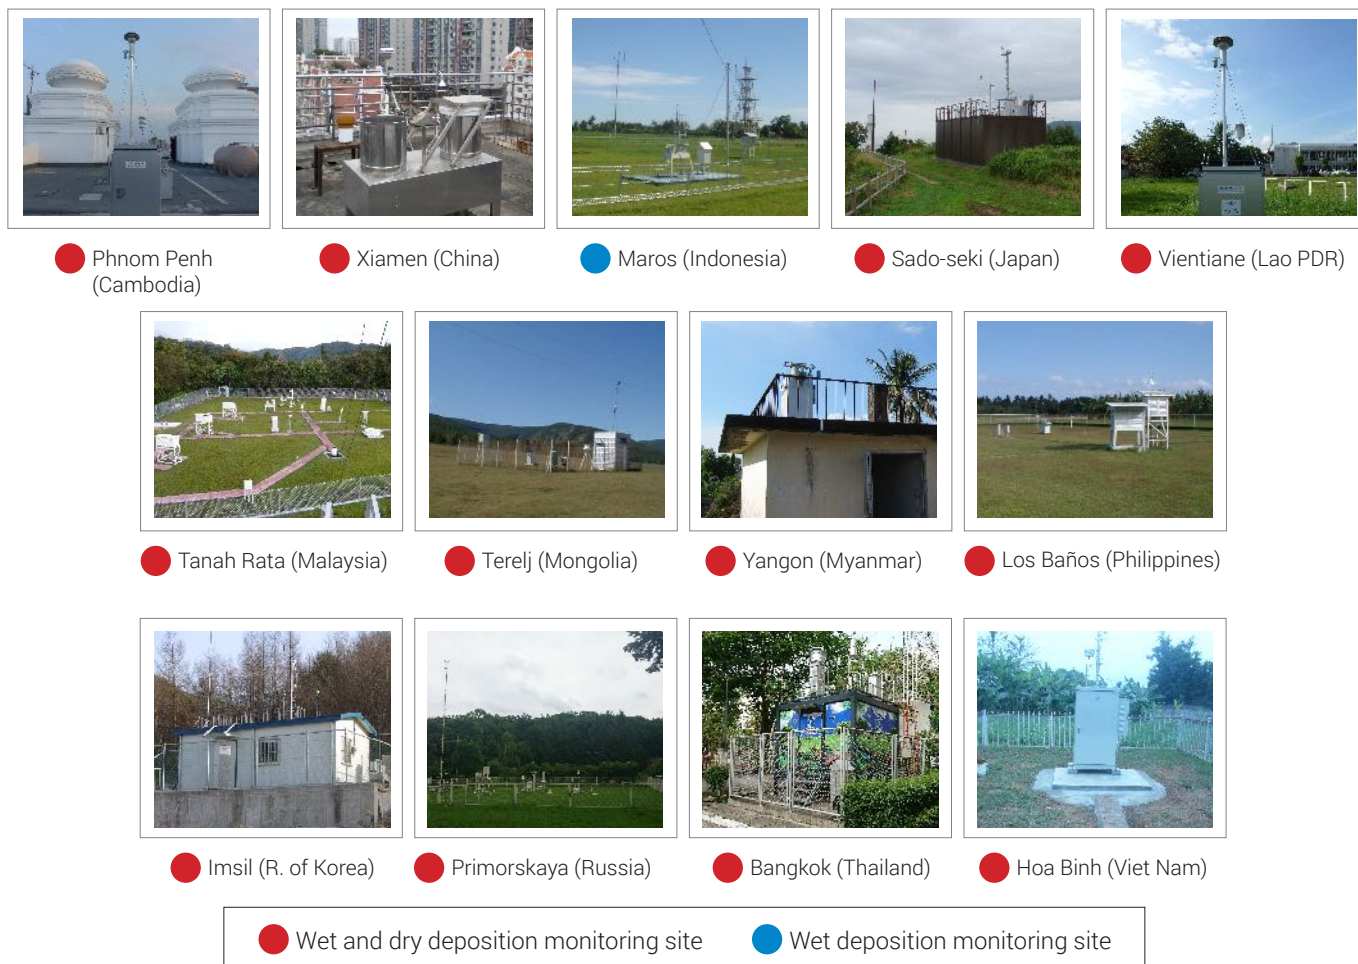 Phnom Penh
(Cambodia)
Xiamen (China)
Maros (Indonesia)
Sado-seki (Japan)
Vientiane (Lao PDR)
Tanah Rata (Malaysia)
Terelj (Mongolia)
Yangon (Myanmar)
Los Baños (Philippines)
Imsil (R. of Korea)
Primorskaya (Russia)
Bangkok (Thailand)
Hoa Binh (Viet Nam)
Wet and dry deposition monitoring site
Wet deposition monitoring site